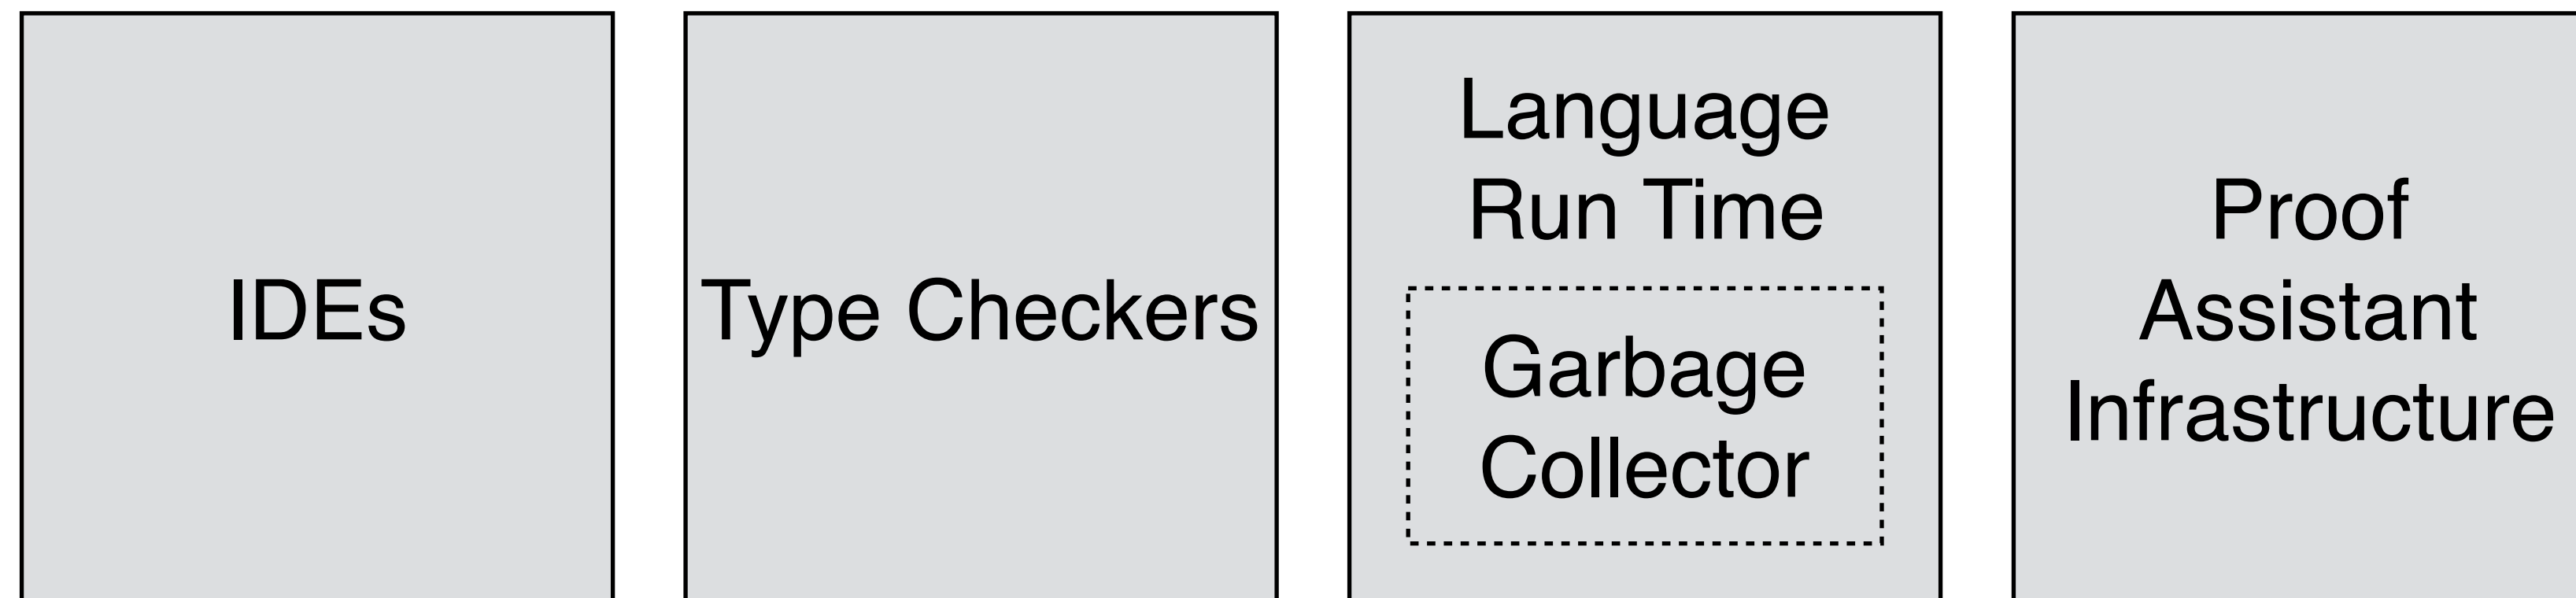 IDEs
Type Checkers
Language
Run Time
Garbage
Collector
Proof
Assistant
Infrastructure